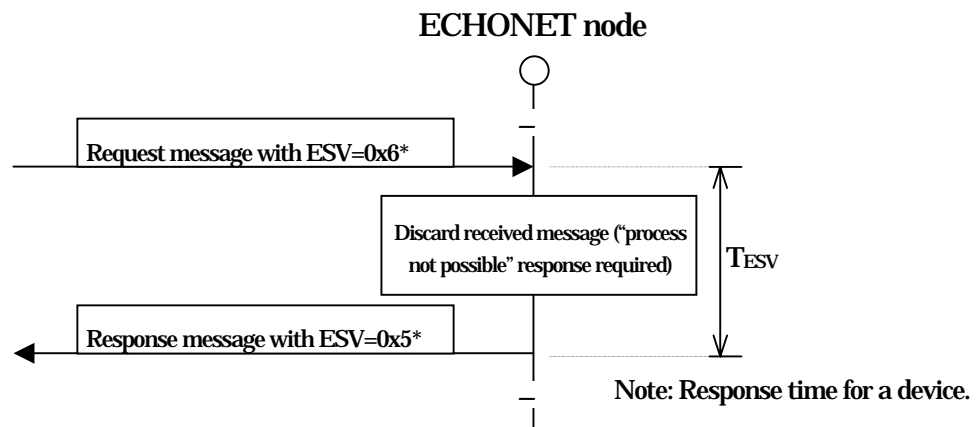 ECHONET node
Request message with ESV=0x6*
Discard received message (“process
not possible” response required)
TESV
Response message with ESV=0x5*
Note: Response time for a device.